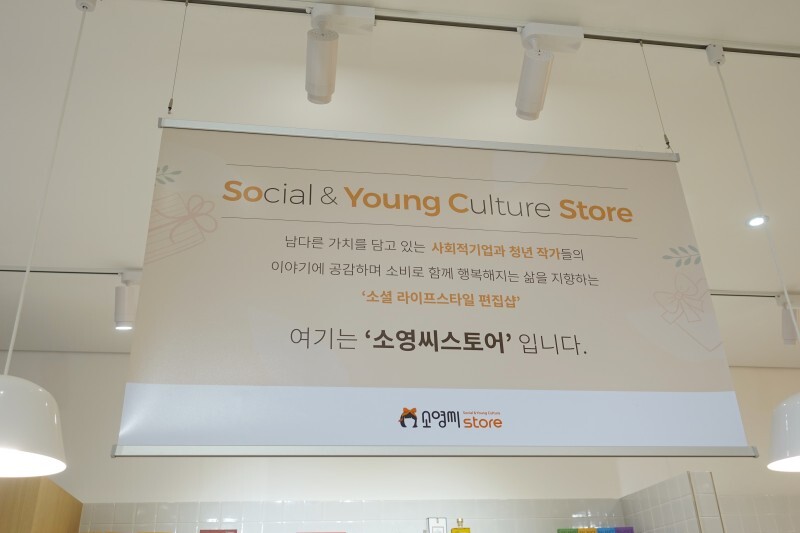 Social & Young Culture Store
남다른 가치를 담고 있는 사회적기업과 청년 작가들의
이야기에 공감하며 소비로 함께 행복해지는 삶을 지향하는
‘소셜 라이프스타일 편집샵’
여기는 ‘소영씨스토어’ 입니다.
소영씨 Social & Young Culture store